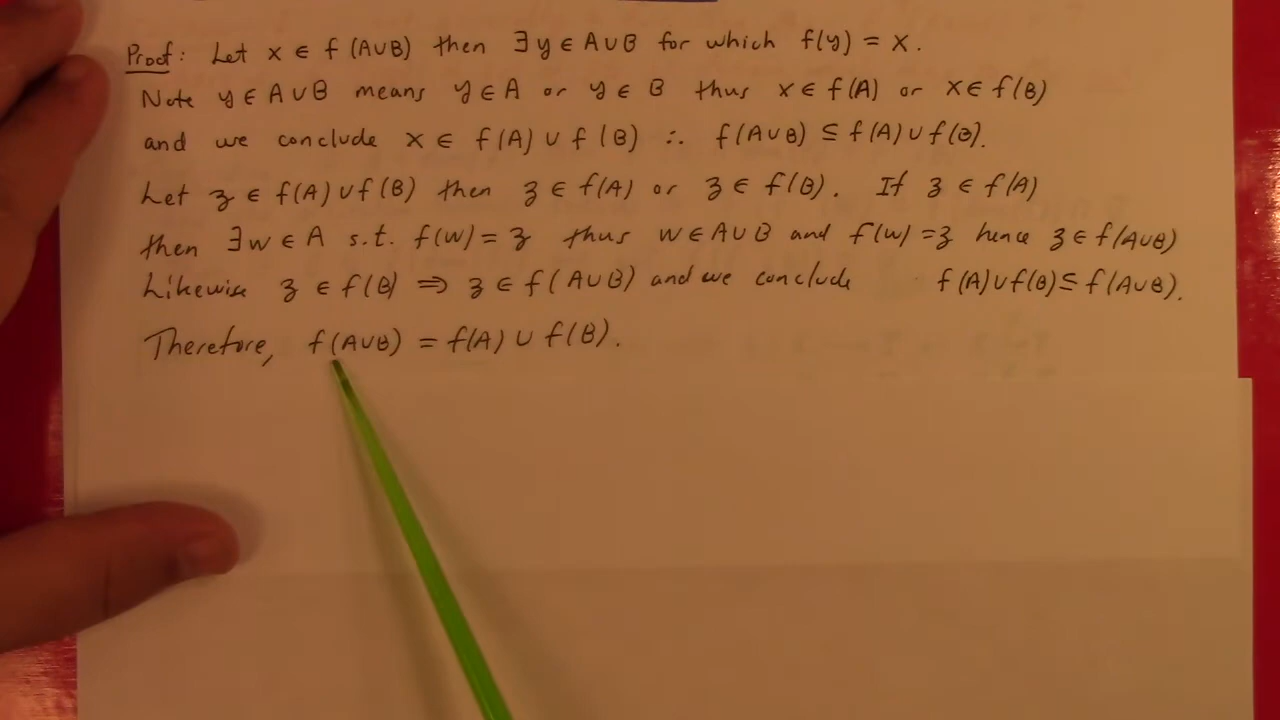 Proof: Let x ∈ f(A∪B) then ∃ y ∈ A∪B for which f(y) = x.
Note y ∈ A∪B means y ∈ A or y ∈ B thus x ∈ f(A) or x ∈ f(B)
and we conclude x ∈ f(A) ∪ f(B) ∴ f(A∪B) ⊆ f(A) ∪ f(B).
Let z ∈ f(A) ∪ f(B) then z ∈ f(A) or z ∈ f(B). If z ∈ f(A)
then ∃ w ∈ A s.t. f(w) = z thus w ∈ A∪B and f(w) = z hence z ∈ f(A∪B)
Likewise z ∈ f(B) ⇒ z ∈ f(A∪B) and we conclude f(A)∪f(B) ⊆ f(A∪B).
Therefore, f(A∪B) = f(A) ∪ f(B).